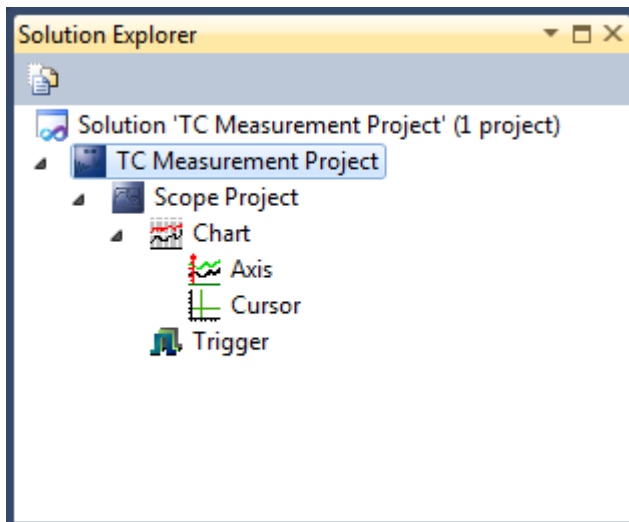 Solution Explorer
Solution 'TC Measurement Project' (1 project)
TC Measurement Project
Scope Project
Chart
Axis
Cursor
Trigger